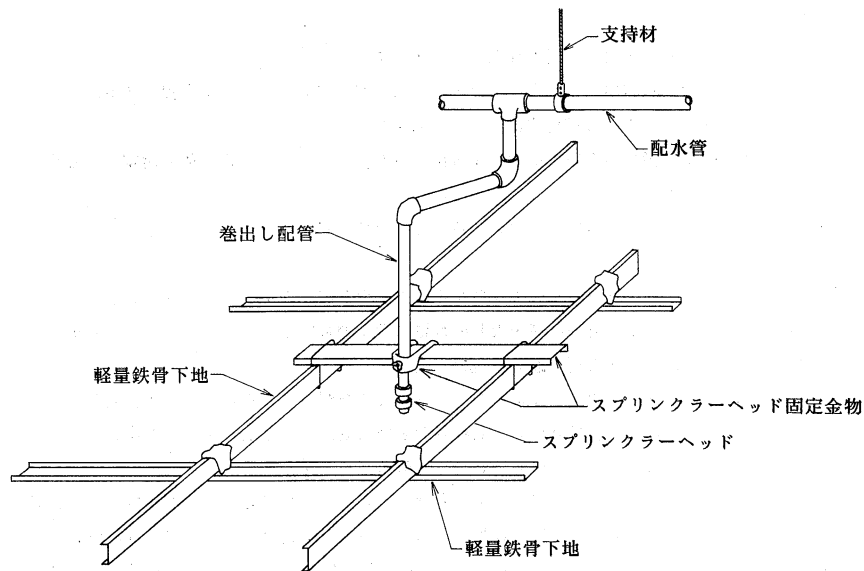 支持材
配水管
巻出し配管
軽量鉄骨下地
スプリンクラーヘッド固定金物
スプリンクラーヘッド
軽量鉄骨下地